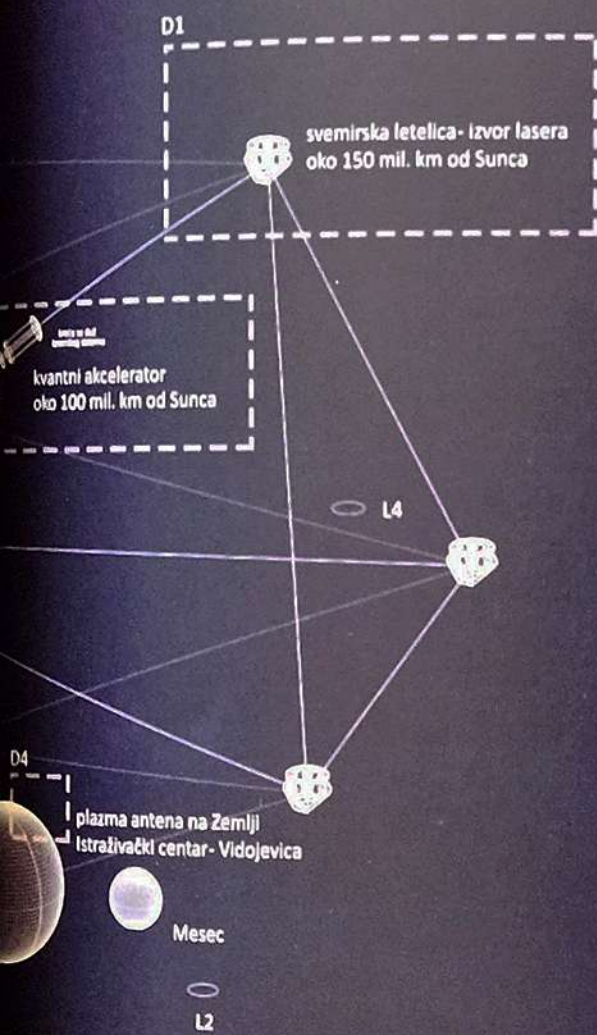 D1
svemirska letelica- izvor lasera
oko 150 mil. km od Sunca
kvantni akcelerator
oko 100 mil. km od Sunca
L4
D4
plazma antena na Zemlji
Istraživački centar- Vidojevica
Mesec
L2